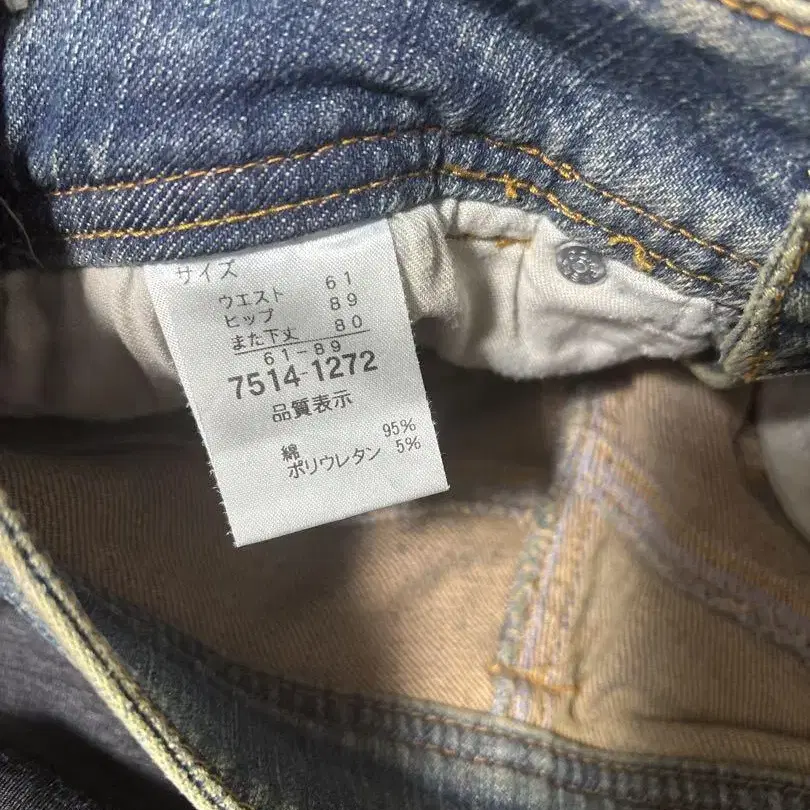 サイズ
ウエスト 61
ヒップ 89
また下丈 80
61-89
7514-1272
品質表示
綿 95%
ポリウレタン 5%